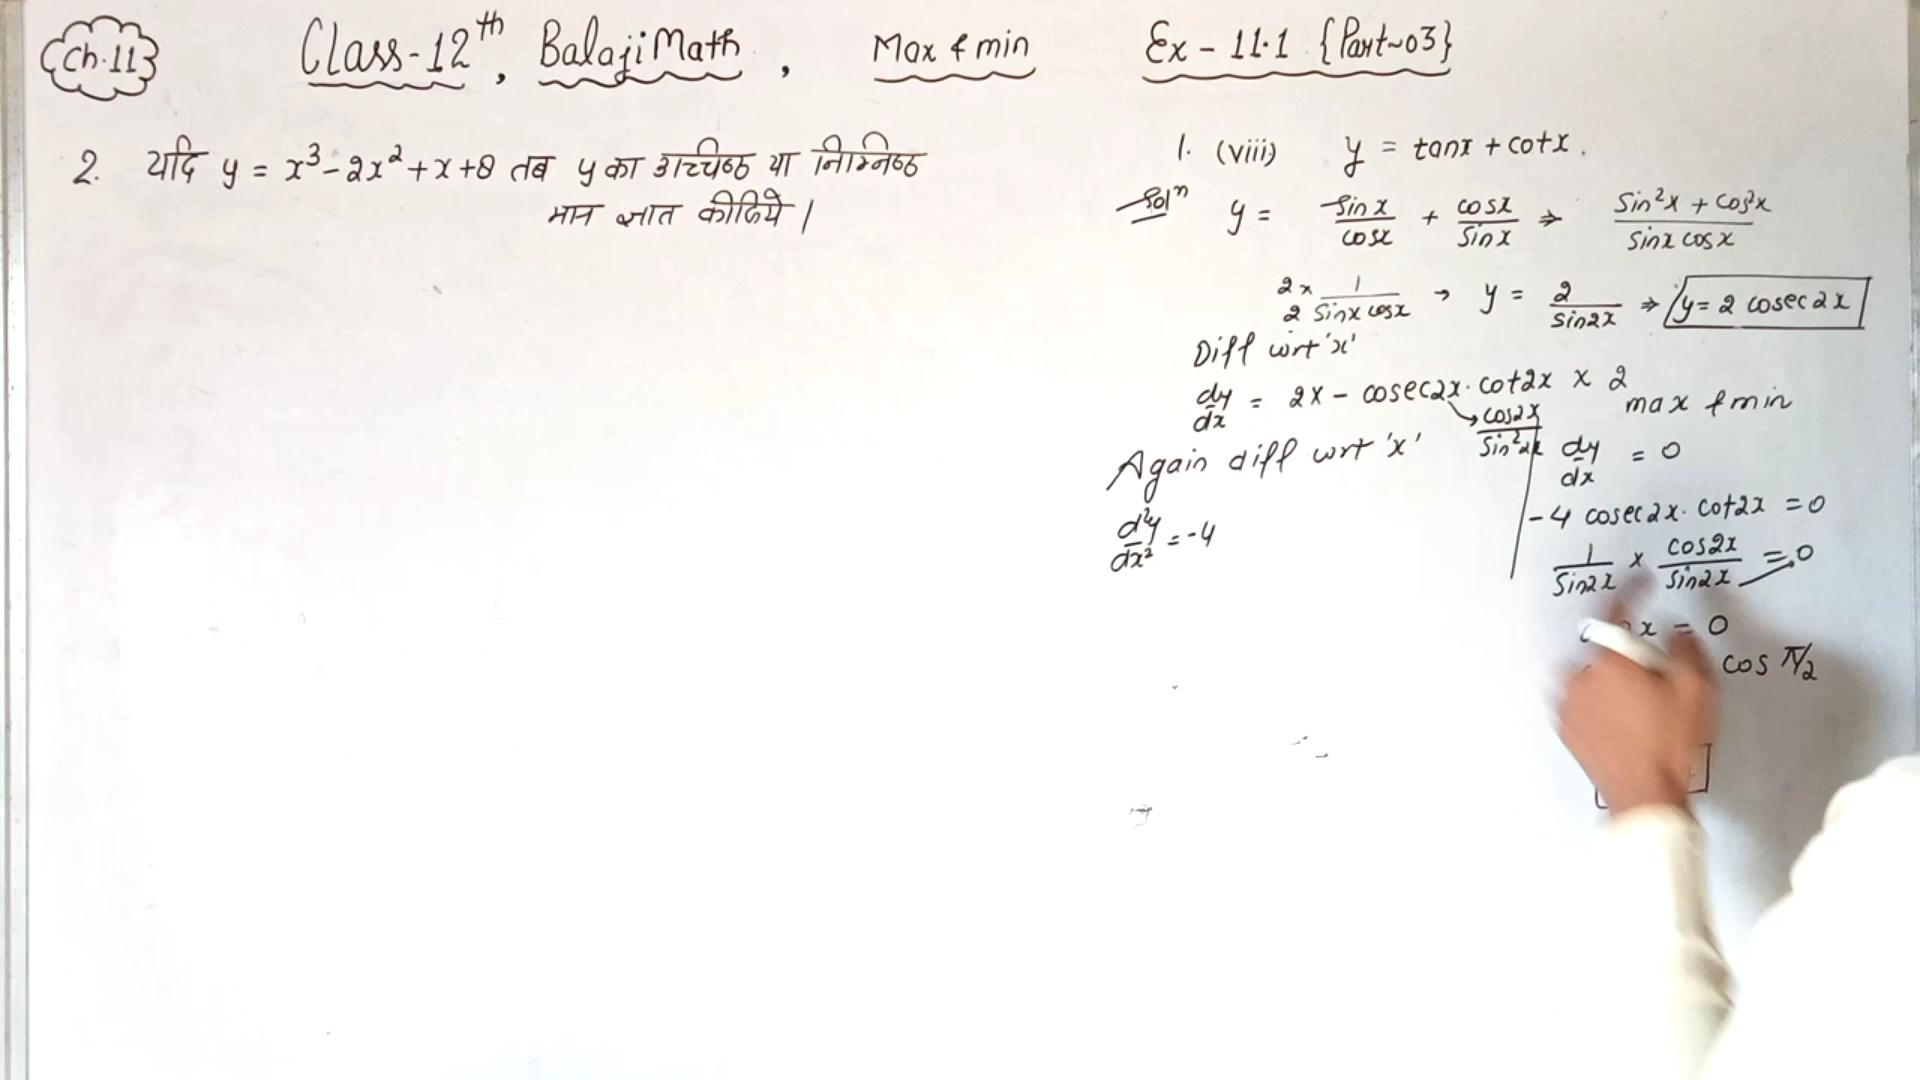 Ch.11
Class-12th, Balaji Math, Max & min Ex - 11.1 {Part~03}
2. यदि y = x³ - 2x² + x + 8 तब y का उच्चिष्ठ या निम्निष्ठ
मान ज्ञात कीजिये |
1. (viii) y = tanx + cotx.
Solⁿ y = sinx/cosx + cosx/sinx ⇒ sin²x + cos²x / sinx cosx
2/2 × 1/sinx cosx → y = 2/sin2x ⇒ y = 2 cosec2x
Diff wrt 'x'
dy/dx = 2x - cosec2x. cot2x × 2
cos2x/sin²2x
Again diff wrt 'x'
d²y/dx² = -4
max & min
dy/dx = 0
-4 cosec2x. cot2x = 0
1/sin2x × cos2x/sin2x = 0
x = 0
cos π/2